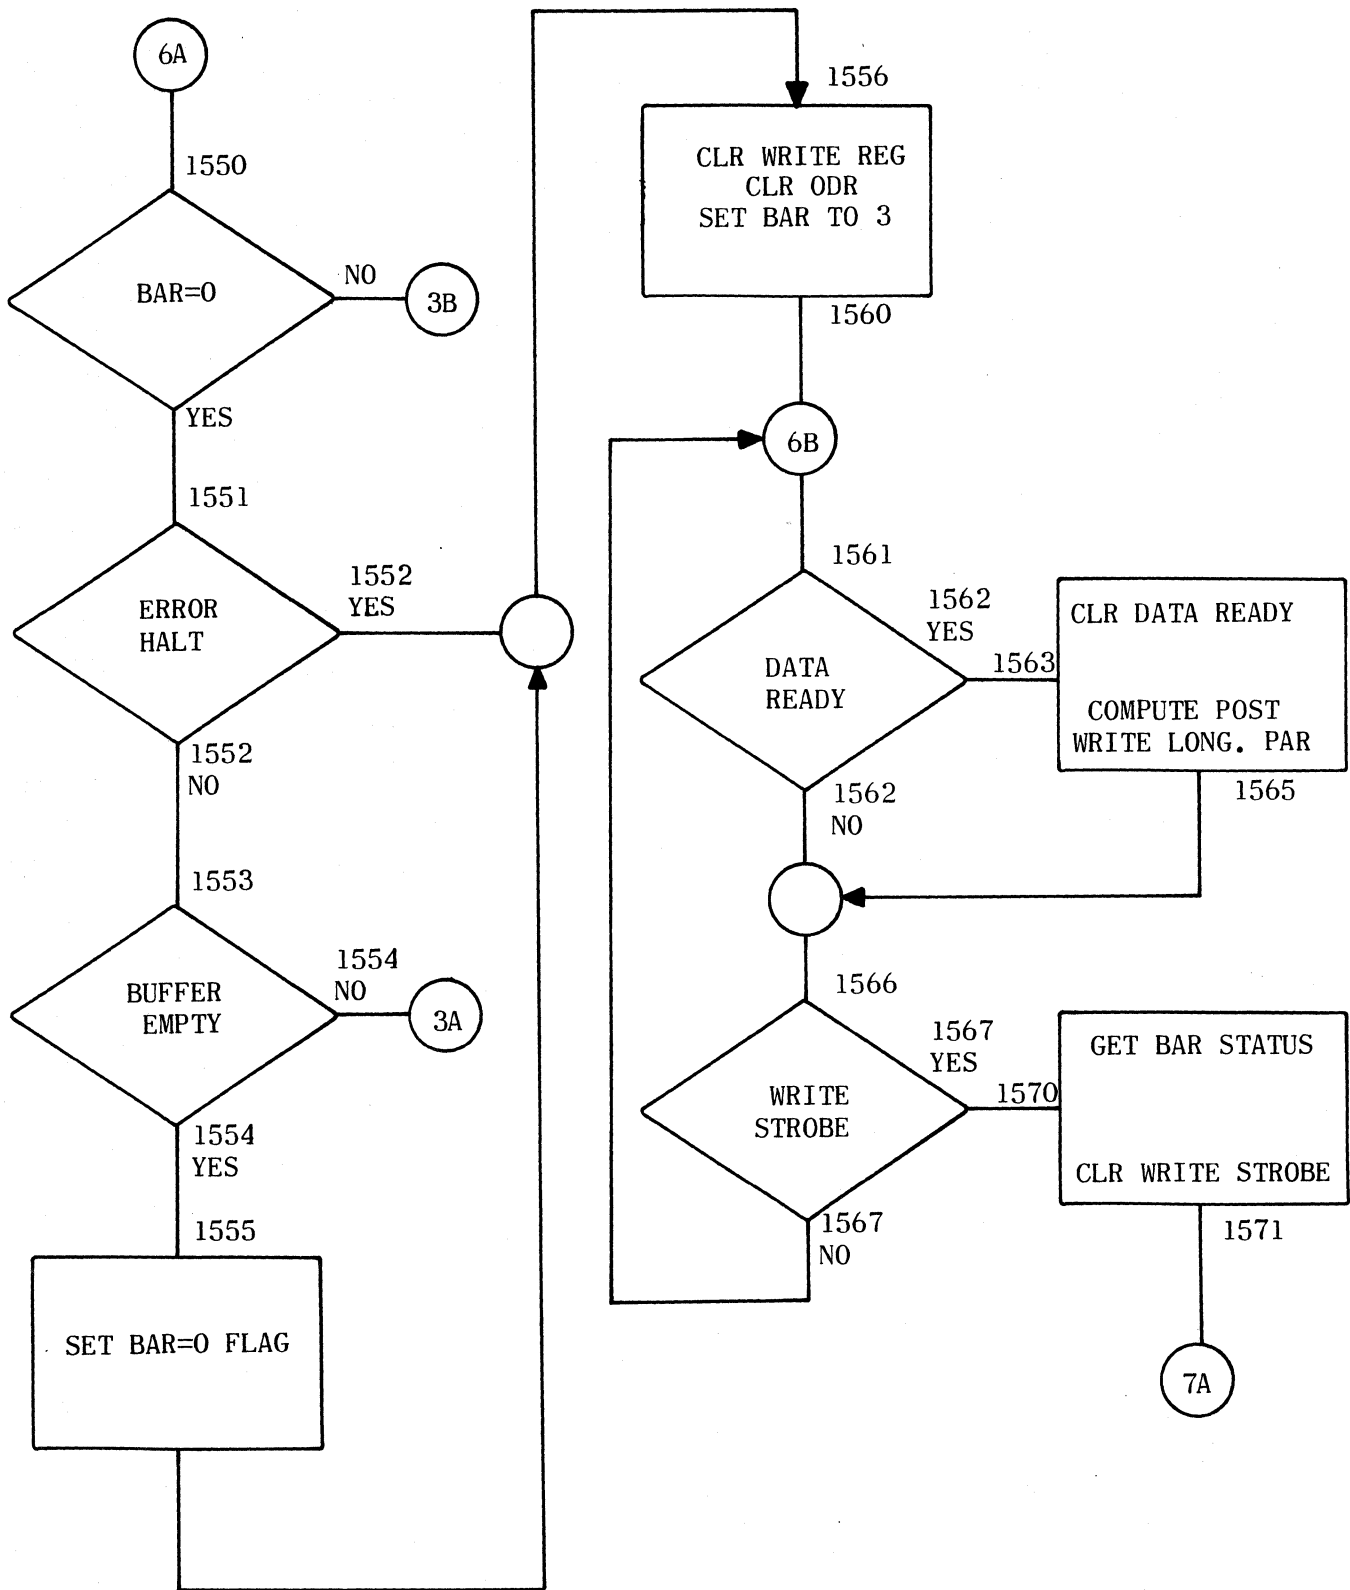 6A
1550
BAR=0
NO
3B
YES
1551
ERROR
HALT
1552
YES
1552
NO
1553
BUFFER
EMPTY
1554
NO
3A
1554
YES
1555
SET BAR=0 FLAG
1556
CLR WRITE REG
CLR ODR
SET BAR TO 3
1560
6B
1561
DATA
READY
1562
YES
1563
CLR DATA READY
COMPUTE POST
WRITE LONG. PAR
1565
1562
NO
1566
WRITE
STROBE
1567
YES
1570
GET BAR STATUS
CLR WRITE STROBE
1571
1567
NO
7A